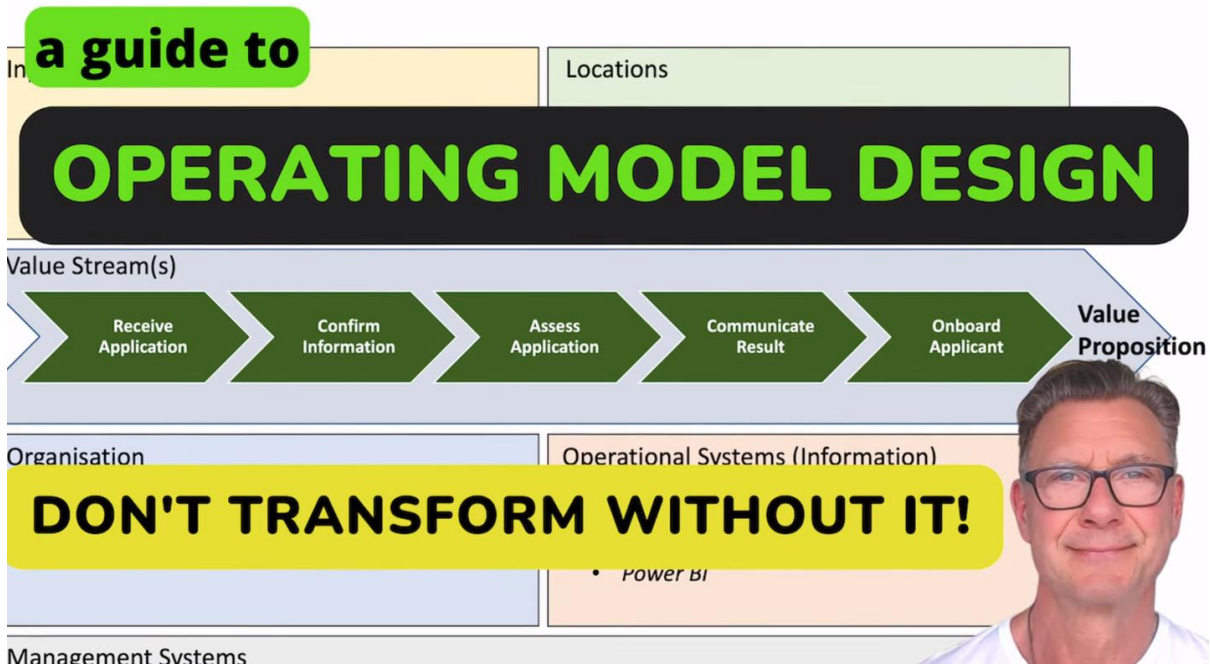 a guide to
Locations
OPERATING MODEL DESIGN
Value Stream(s)
Receive
Application
Confirm
Information
Assess
Application
Communicate
Result
Onboard
Applicant
Value
Proposition
Organisation
Operational Systems (Information)
DON'T TRANSFORM WITHOUT IT!
• Power BI
Management Systems